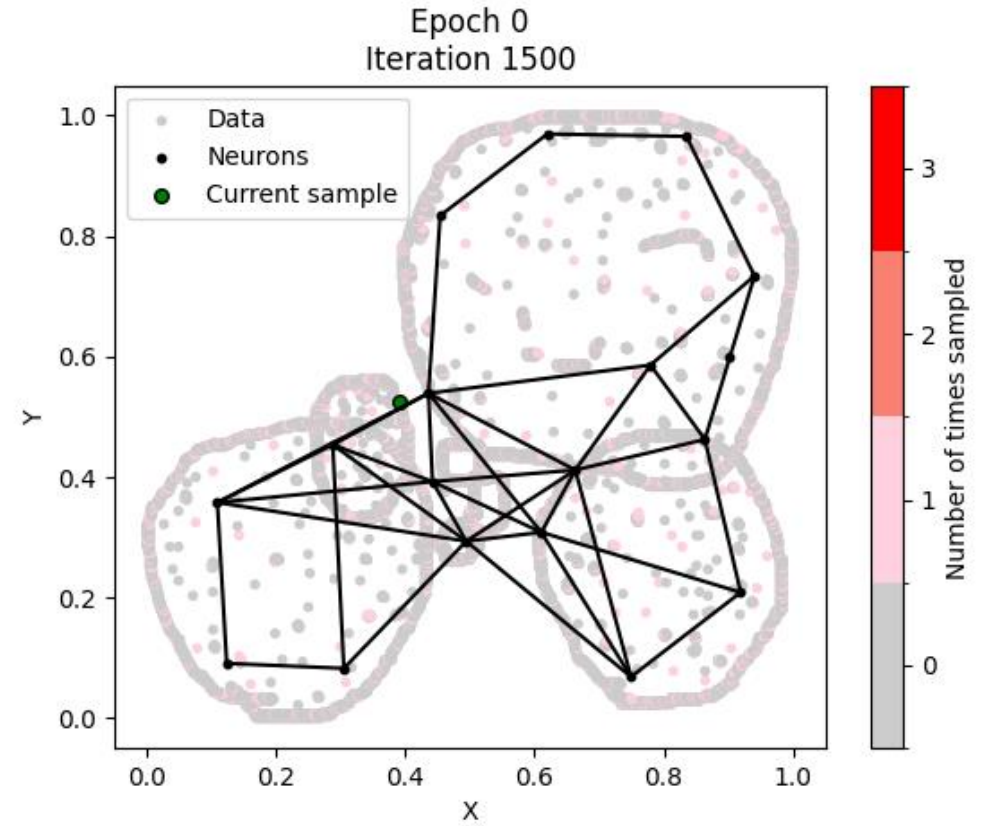 Epoch 0
Iteration 1500
Data
Neurons
Current sample
1.0
0.8
0.6
0.4
0.2
0.0
Y
0.0 0.2 0.4 0.6 0.8 1.0
X
3
2
1
0
Number of times sampled